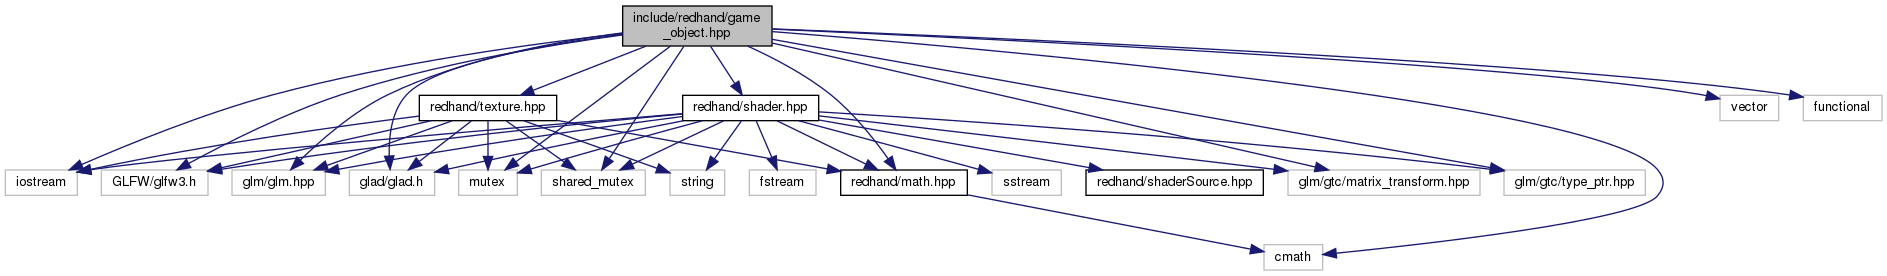 include/redhand/game
_object.hpp
redhand/texture.hpp
redhand/shader.hpp
vector
functional
iostream
GLFW/glfw3.h
glm/glm.hpp
glad/glad.h
mutex
shared_mutex
string
fstream
redhand/math.hpp
sstream
redhand/shaderSource.hpp
glm/gtc/matrix_transform.hpp
glm/gtc/type_ptr.hpp
cmath